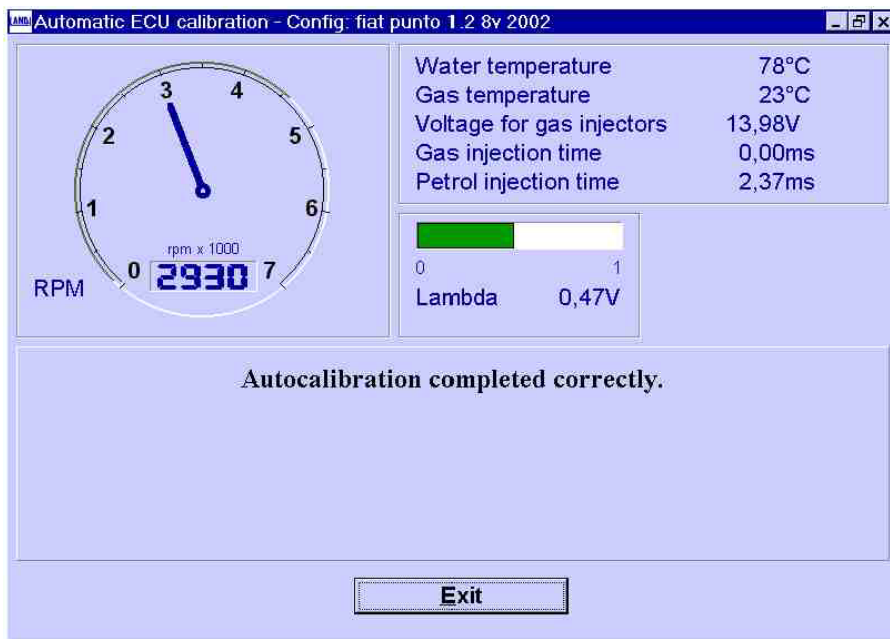 LANDI Automatic ECU calibration - Config: fiat punto 1.2 8v 2002
Water temperature 78°C
Gas temperature 23°C
Voltage for gas injectors 13,98V
Gas injection time 0,00ms
Petrol injection time 2,37ms
3 4
2 5
1 6
rpm x 1000
0 2930 7
RPM
0 1
Lambda 0,47V
Autocalibration completed correctly.
Exit